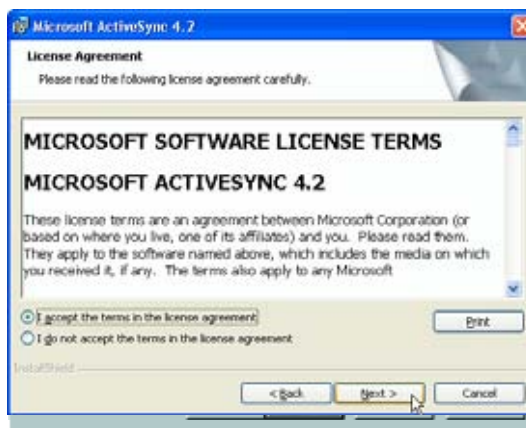 Microsoft ActiveSync 4.2
License Agreement
Please read the following license agreement carefully.
MICROSOFT SOFTWARE LICENSE TERMS
MICROSOFT ACTIVESYNC 4.2
These license terms are an agreement between Microsoft Corporation (or
based on where you live, one of its affiliates) and you. Please read them.
They apply to the software named above, which includes the media on which
you received it, if any. The terms also apply to any Microsoft
I accept the terms in the license agreement
Print
I do not accept the terms in the license agreement
InstallShield
< Back
Next >
Cancel